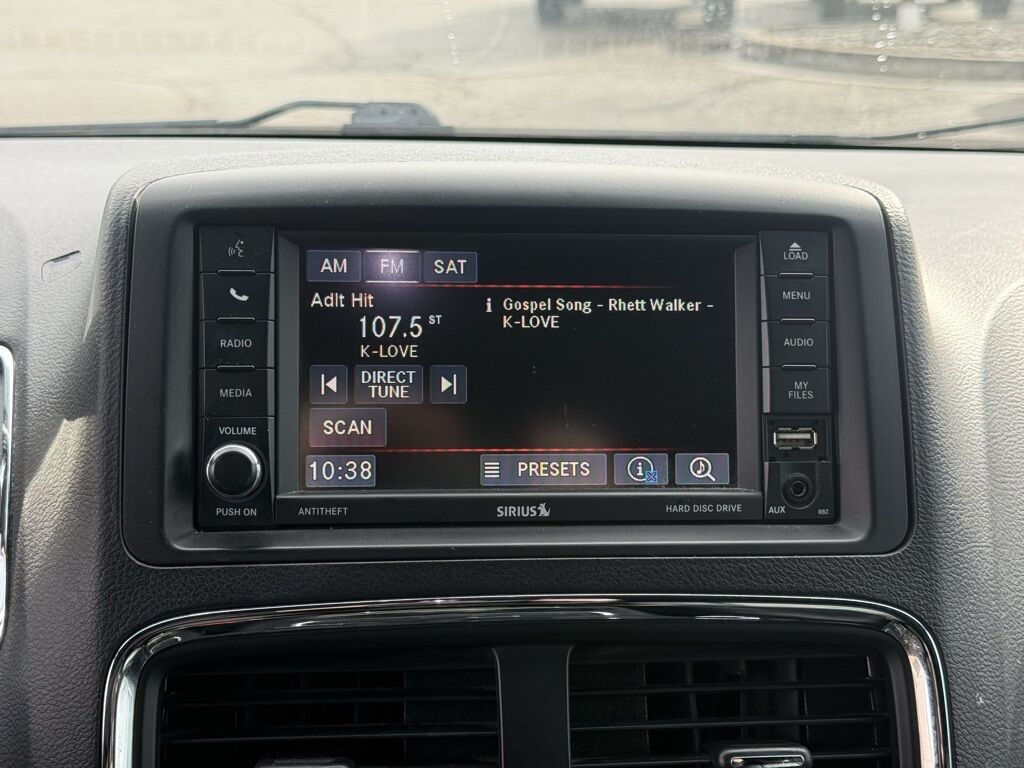 AM FM SAT
Adlt Hit
107.5 ST
K-LOVE
i Gospel Song - Rhett Walker -
K-LOVE
DIRECT
TUNE
SCAN
10:38
PRESETS
i
RADIO
MEDIA
VOLUME
PUSH ON
LOAD
MENU
AUDIO
MY
FILES
AUX
RBZ
ANTITHEFT
SIRIUS
HARD DISC DRIVE